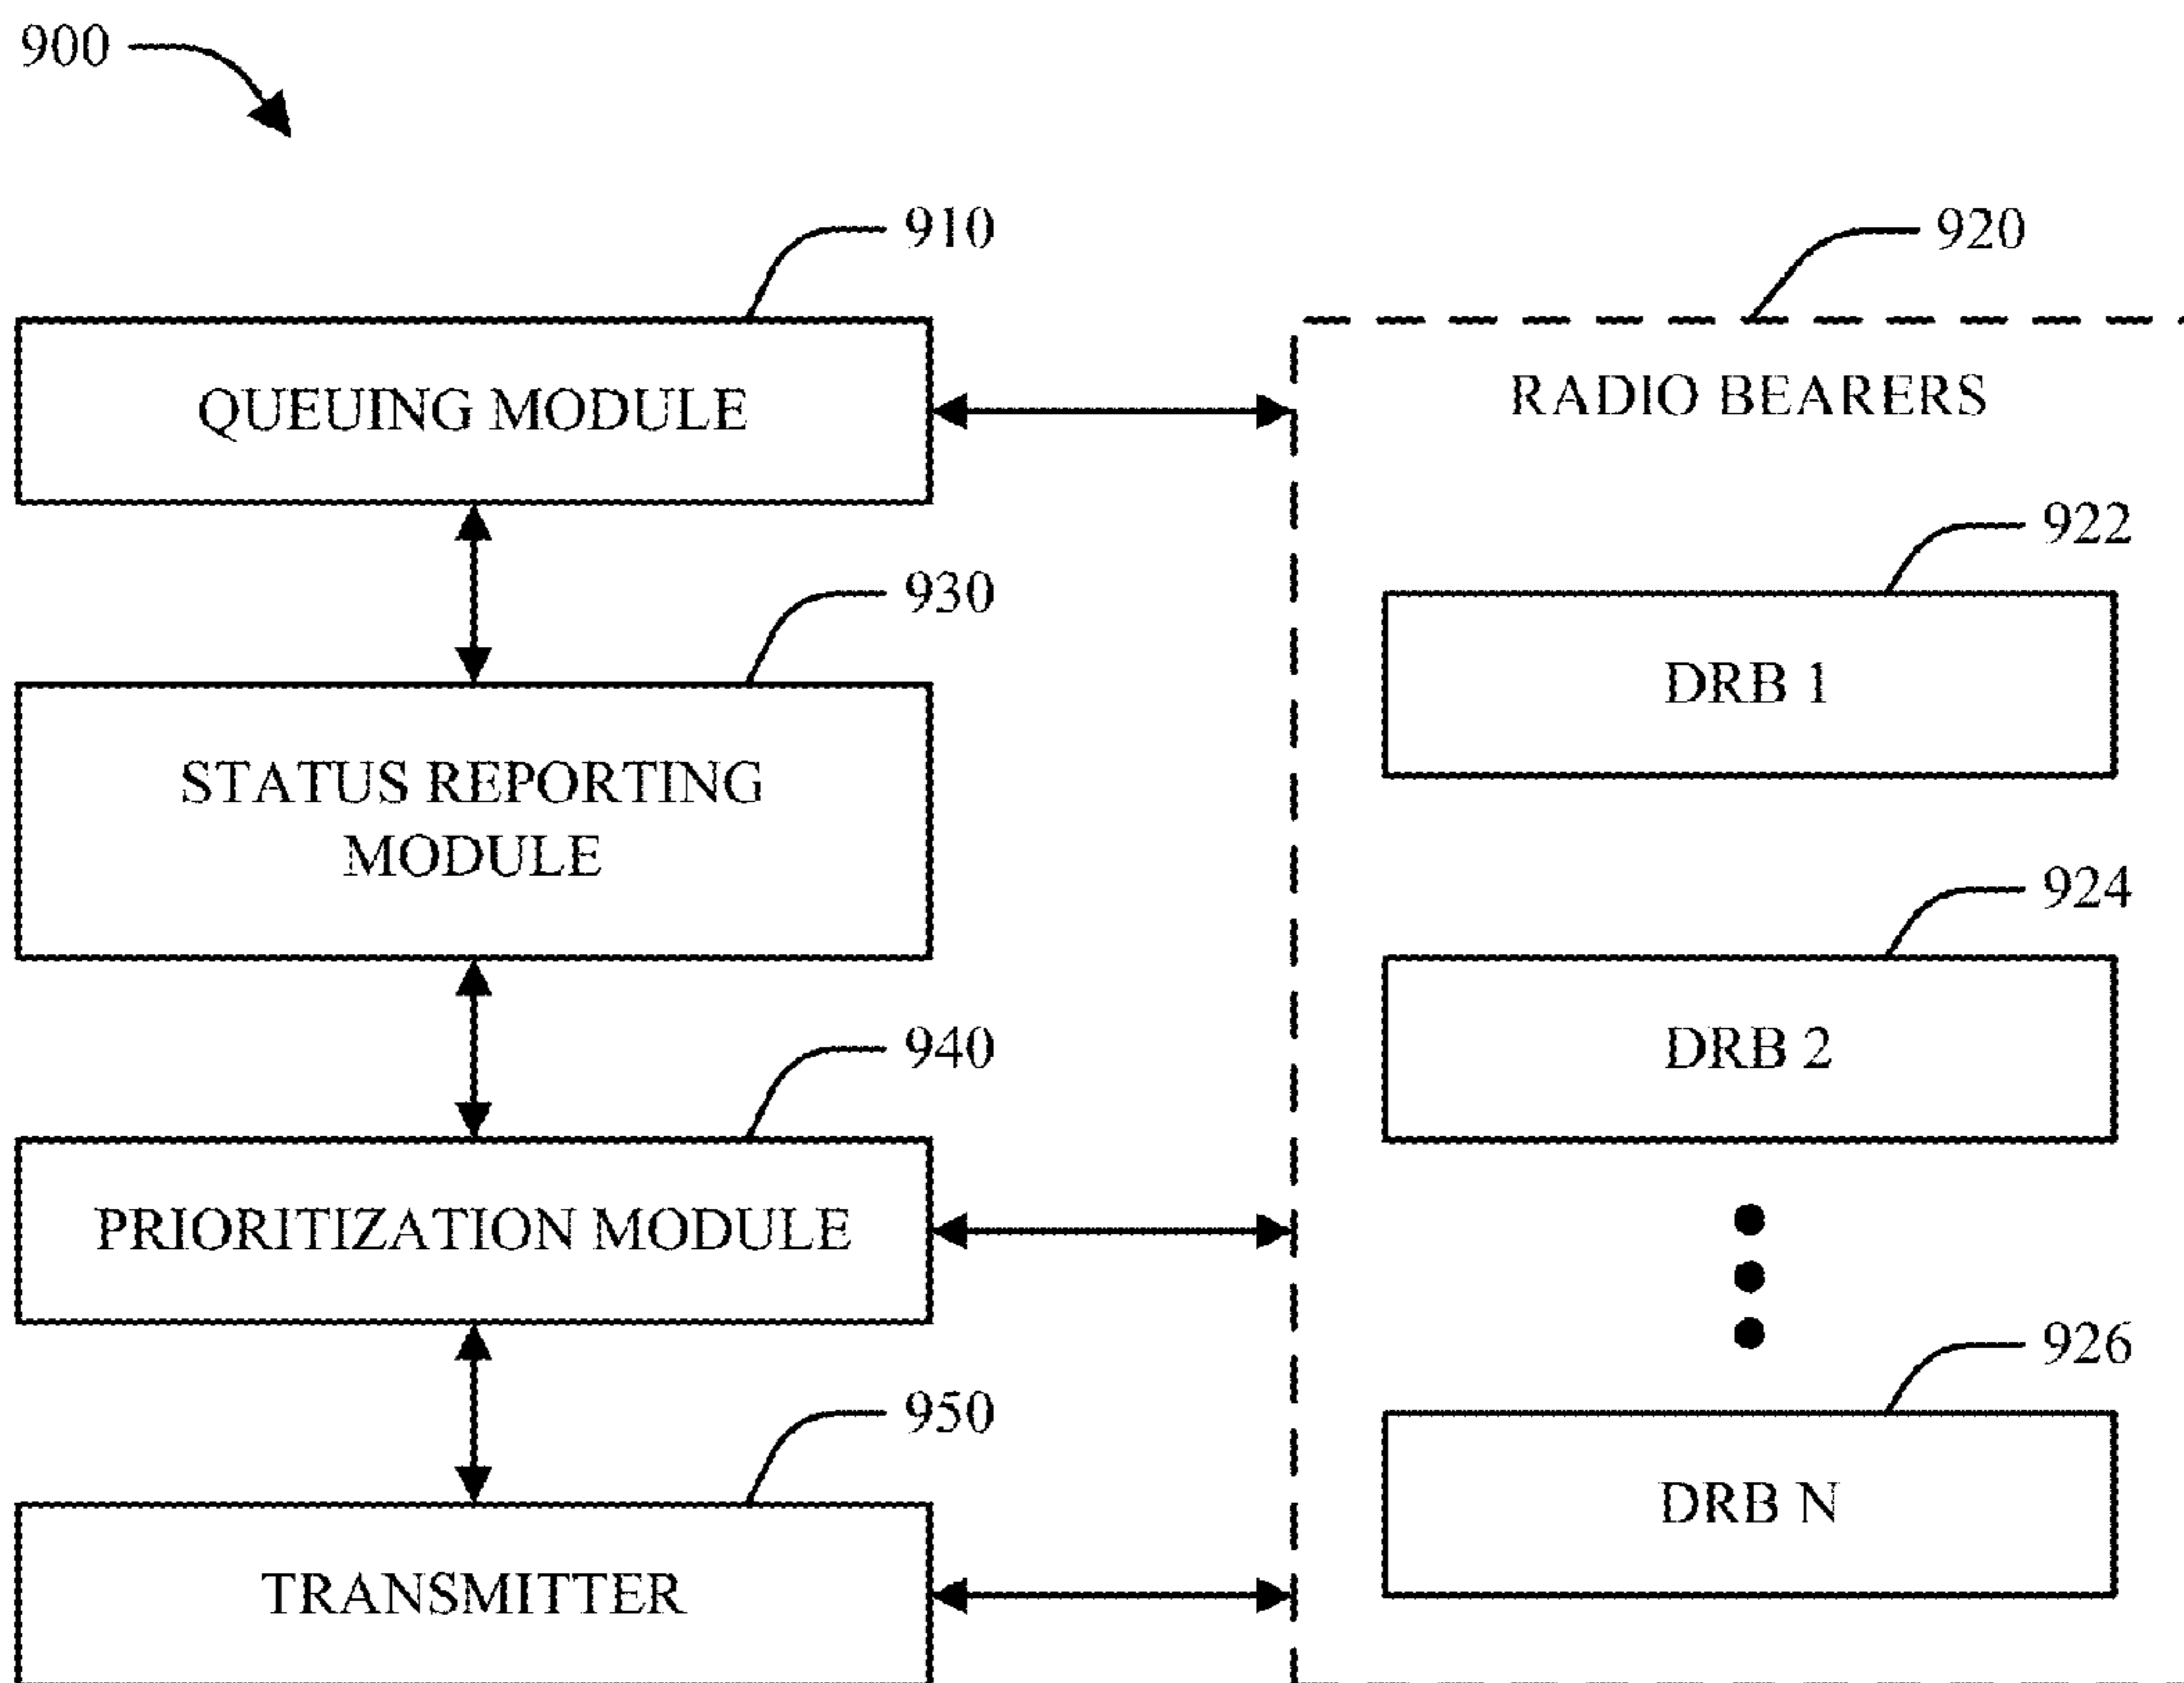 900
910
920
QUEUING MODULE
RADIO BEARERS
922
930
DRB 1
STATUS REPORTING
MODULE
924
940
DRB 2
PRIORITIZATION MODULE
926
950
DRB N
TRANSMITTER